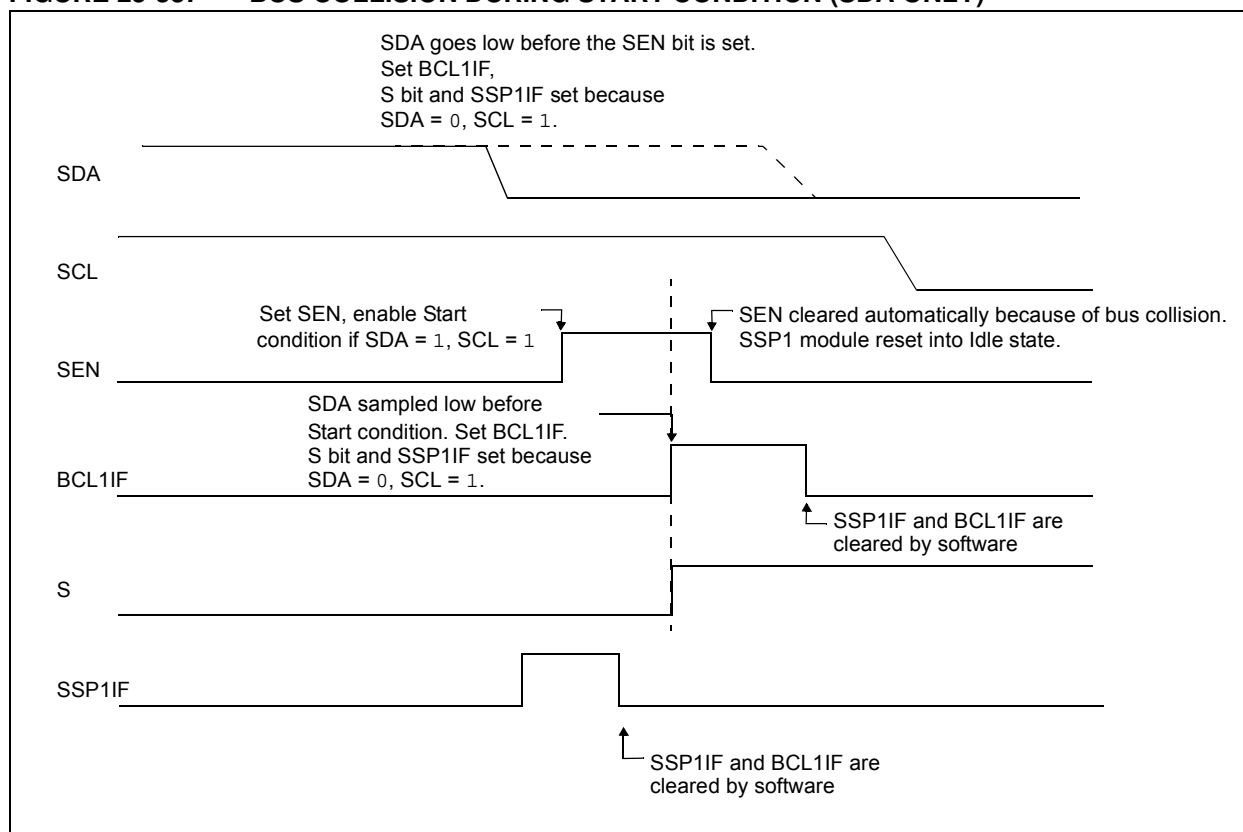 SDA goes low before the SEN bit is set.
Set BCL1IF,
S bit and SSP1IF set because
SDA = 0, SCL = 1.
SDA
SCL
Set SEN, enable Start
condition if SDA = 1, SCL = 1
SEN cleared automatically because of bus collision.
SSP1 module reset into Idle state.
SEN
SDA sampled low before
Start condition. Set BCL1IF.
S bit and SSP1IF set because
SDA = 0, SCL = 1.
BCL1IF
SSP1IF and BCL1IF are
cleared by software
S
SSP1IF
SSP1IF and BCL1IF are
cleared by software